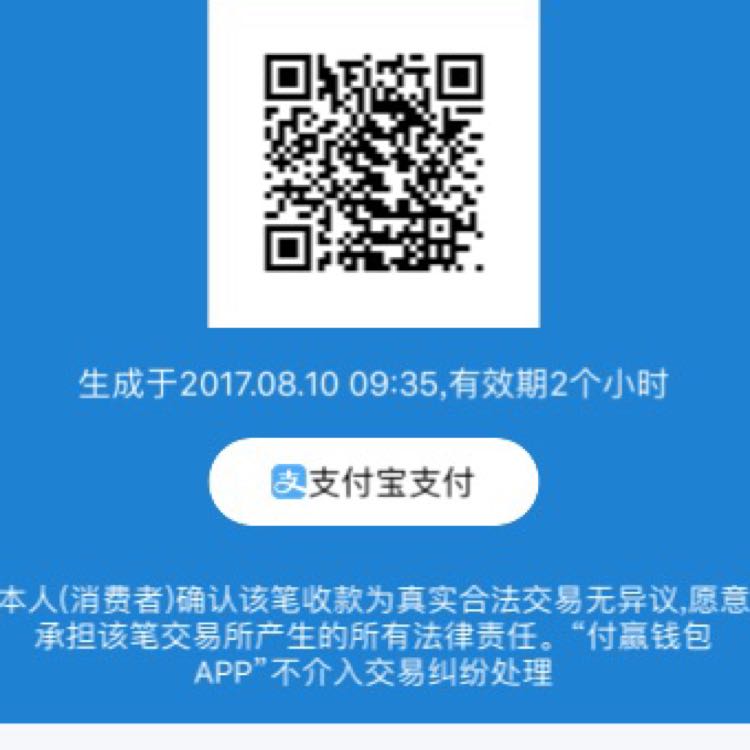 生成于2017.08.10 09:35,有效期2个小时
支支付宝支付
本人(消费者)确认该笔收款为真实合法交易无异议,愿意
承担该笔交易所产生的所有法律责任。“付赢钱包
APP”不介入交易纠纷处理